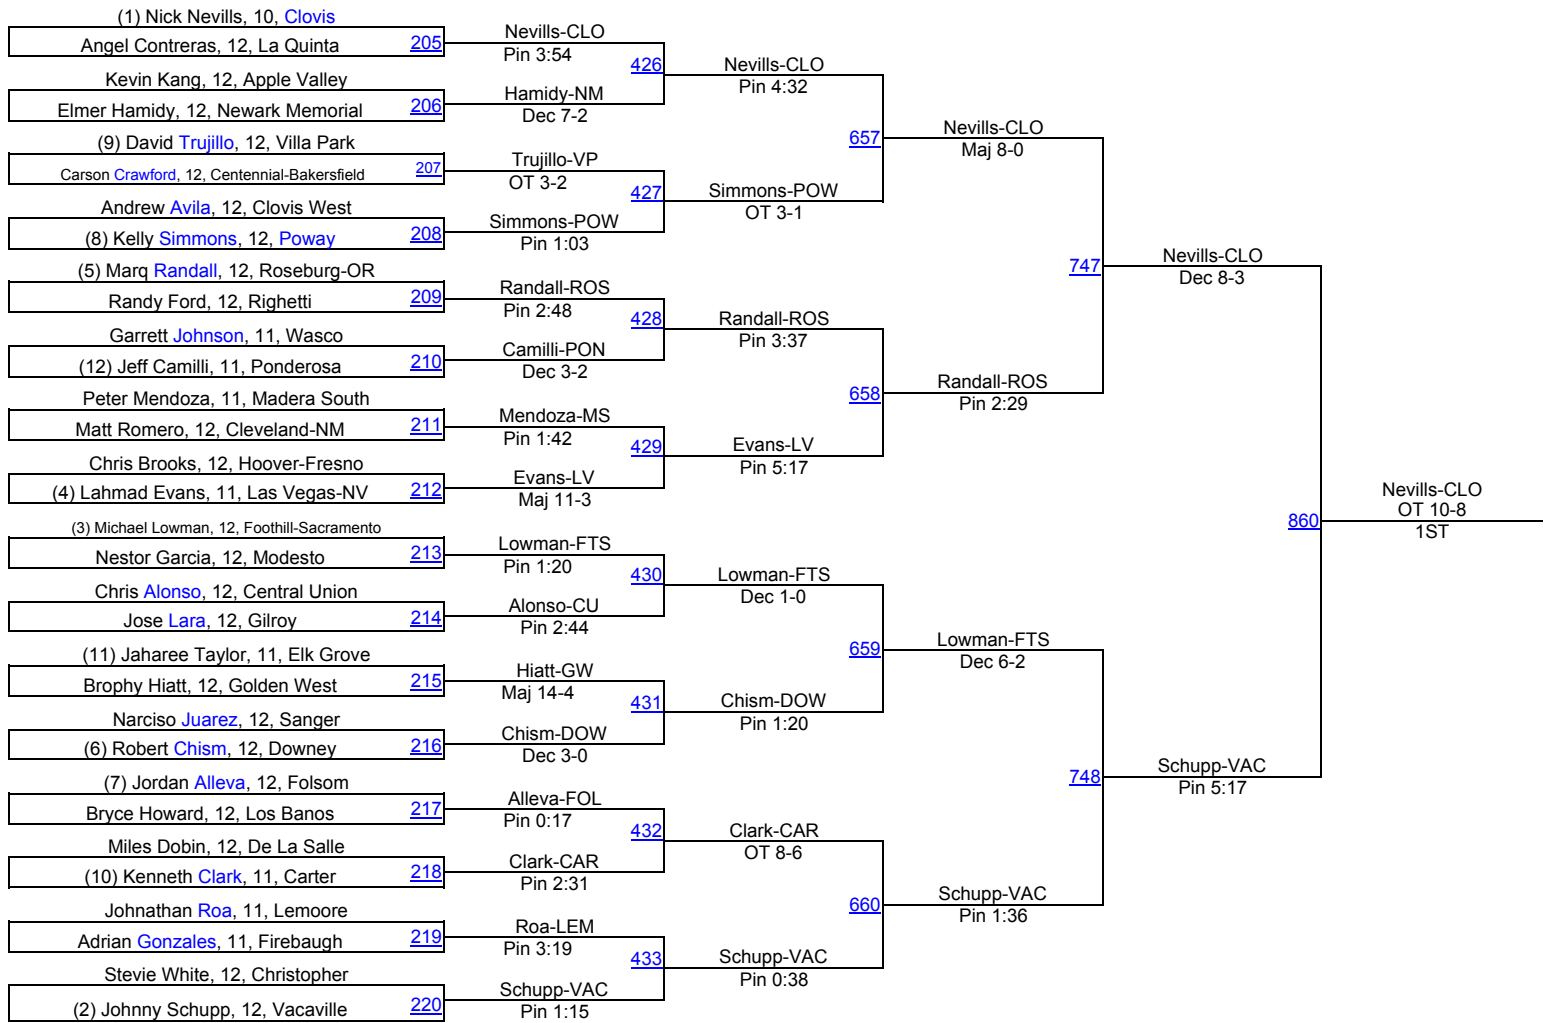 (1) Nick Nevills, 10, Clovis
Angel Contreras, 12, La Quinta
205
Kevin Kang, 12, Apple Valley
Elmer Hamidy, 12, Newark Memorial
206
(9) David Trujillo, 12, Villa Park
Carson Crawford, 12, Centennial-Bakersfield
207
Andrew Avila, 12, Clovis West
(8) Kelly Simmons, 12, Poway
208
(5) Marq Randall, 12, Roseburg-OR
Randy Ford, 12, Righetti
209
Garrett Johnson, 11, Wasco
(12) Jeff Camilli, 11, Ponderosa
210
Peter Mendoza, 11, Madera South
Matt Romero, 12, Cleveland-NM
211
Chris Brooks, 12, Hoover-Fresno
(4) Lahmad Evans, 11, Las Vegas-NV
212
(3) Michael Lowman, 12, Foothill-Sacramento
Nestor Garcia, 12, Modesto
213
Chris Alonso, 12, Central Union
Jose Lara, 12, Gilroy
214
(11) Jaharee Taylor, 11, Elk Grove
Brophy Hiatt, 12, Golden West
215
Narciso Juarez, 12, Sanger
(6) Robert Chism, 12, Downey
216
(7) Jordan Alleva, 12, Folsom
Bryce Howard, 12, Los Banos
217
Miles Dobin, 12, De La Salle
(10) Kenneth Clark, 11, Carter
218
Johnathan Roa, 11, Lemoore
Adrian Gonzales, 11, Firebaugh
219
Stevie White, 12, Christopher
(2) Johnny Schupp, 12, Vacaville
220
Nevills-CLO
Pin 3:54
426
Hamidy-NM
Dec 7-2
Trujillo-VP
OT 3-2
427
Simmons-POW
Pin 1:03
Randall-ROS
Pin 2:48
428
Camilli-PON
Dec 3-2
Mendoza-MS
Pin 1:42
429
Evans-LV
Maj 11-3
Lowman-FTS
Pin 1:20
430
Alonso-CU
Pin 2:44
Hiatt-GW
Maj 14-4
431
Chism-DOW
Dec 3-0
Alleva-FOL
Pin 0:17
432
Clark-CAR
Pin 2:31
Roa-LEM
Pin 3:19
433
Schupp-VAC
Pin 1:15
Nevills-CLO
Pin 4:32
657
Simmons-POW
OT 3-1
Randall-ROS
Pin 3:37
658
Evans-LV
Pin 5:17
Lowman-FTS
Dec 1-0
659
Chism-DOW
Pin 1:20
Clark-CAR
OT 8-6
660
Schupp-VAC
Pin 0:38
Nevills-CLO
Maj 8-0
747
Randall-ROS
Pin 2:29
Lowman-FTS
Dec 6-2
748
Schupp-VAC
Pin 1:36
Nevills-CLO
Dec 8-3
860
Schupp-VAC
Pin 5:17
Nevills-CLO
OT 10-8
1ST